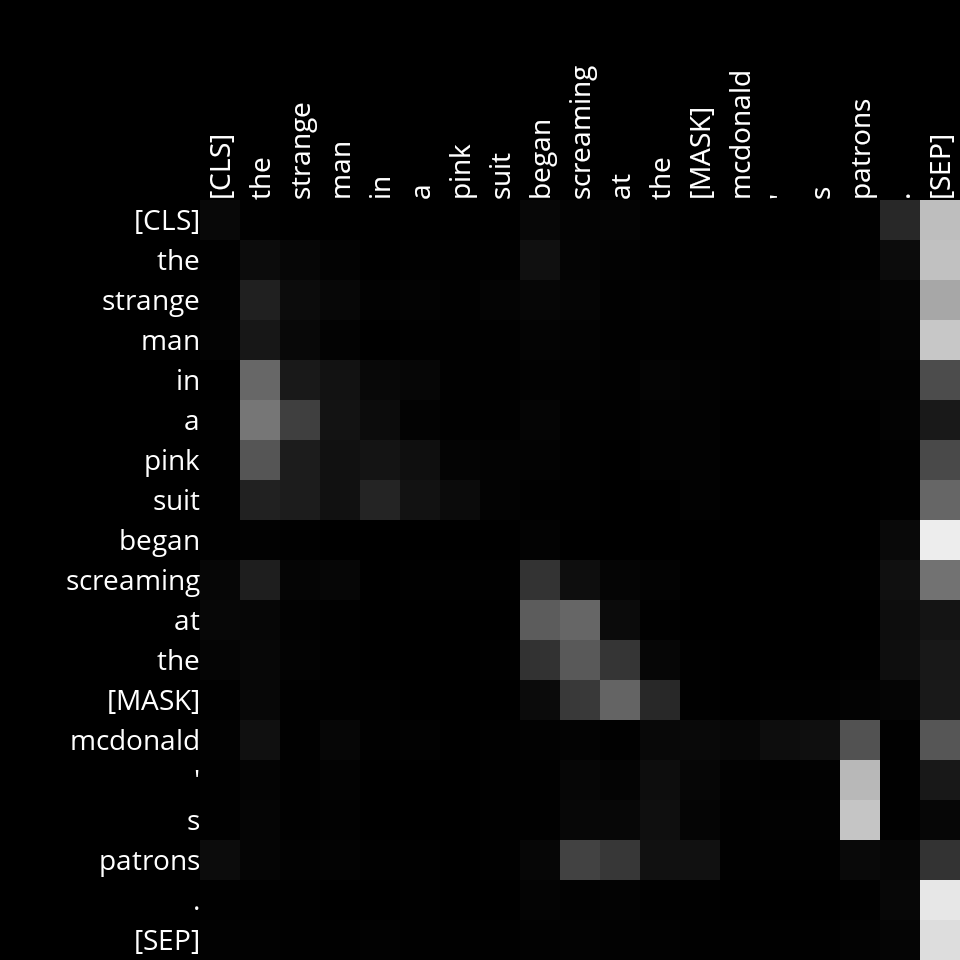 [CLS] the strange man in a pink suit began screaming at the [MASK] mcdonald ' s patrons . [SEP]
[CLS]
the
strange
man
in
a
pink
suit
began
screaming
at
the
[MASK]
mcdonald
'
s
patrons
.
[SEP]